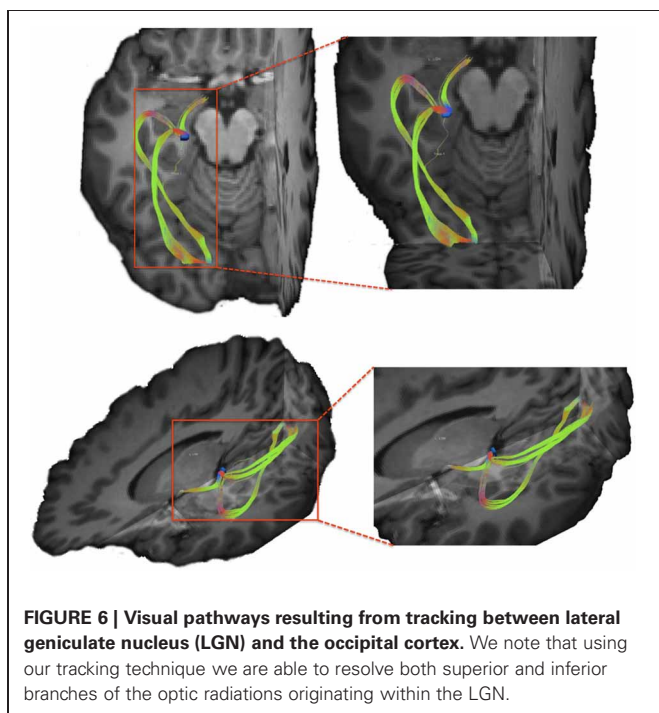 FIGURE 6 | Visual pathways resulting from tracking between lateral
geniculate nucleus (LGN) and the occipital cortex. We note that using
our tracking technique we are able to resolve both superior and inferior
branches of the optic radiations originating within the LGN.